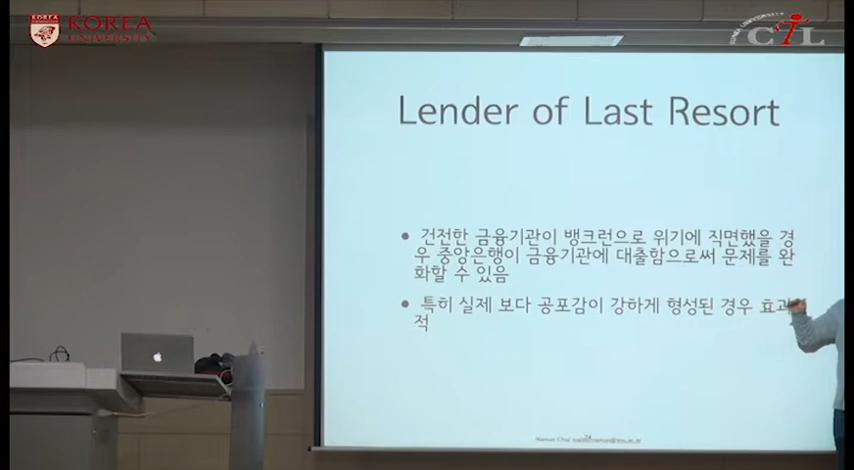 KOREA
UNIVERSITY
CTL
Lender of Last Resort
• 건전한 금융기관이 뱅크런으로 위기에 직면했을 경
우 중앙은행이 금융기관에 대출함으로써 문제를 완
화할 수 있음
• 특히 실제 보다 공포감이 강하게 형성된 경우 효과
적